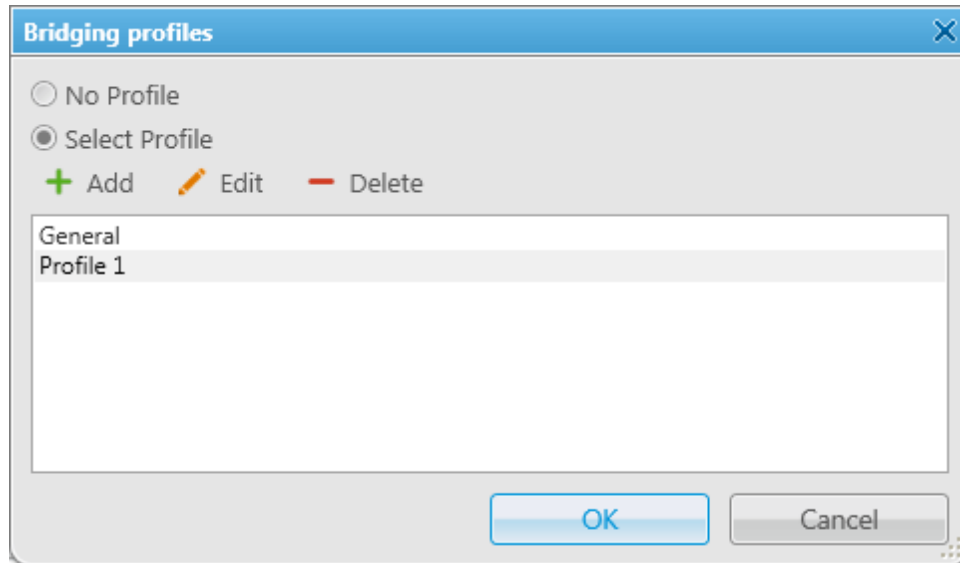 Bridging profiles
No Profile
Select Profile
Add Edit Delete
General
Profile 1
OK Cancel